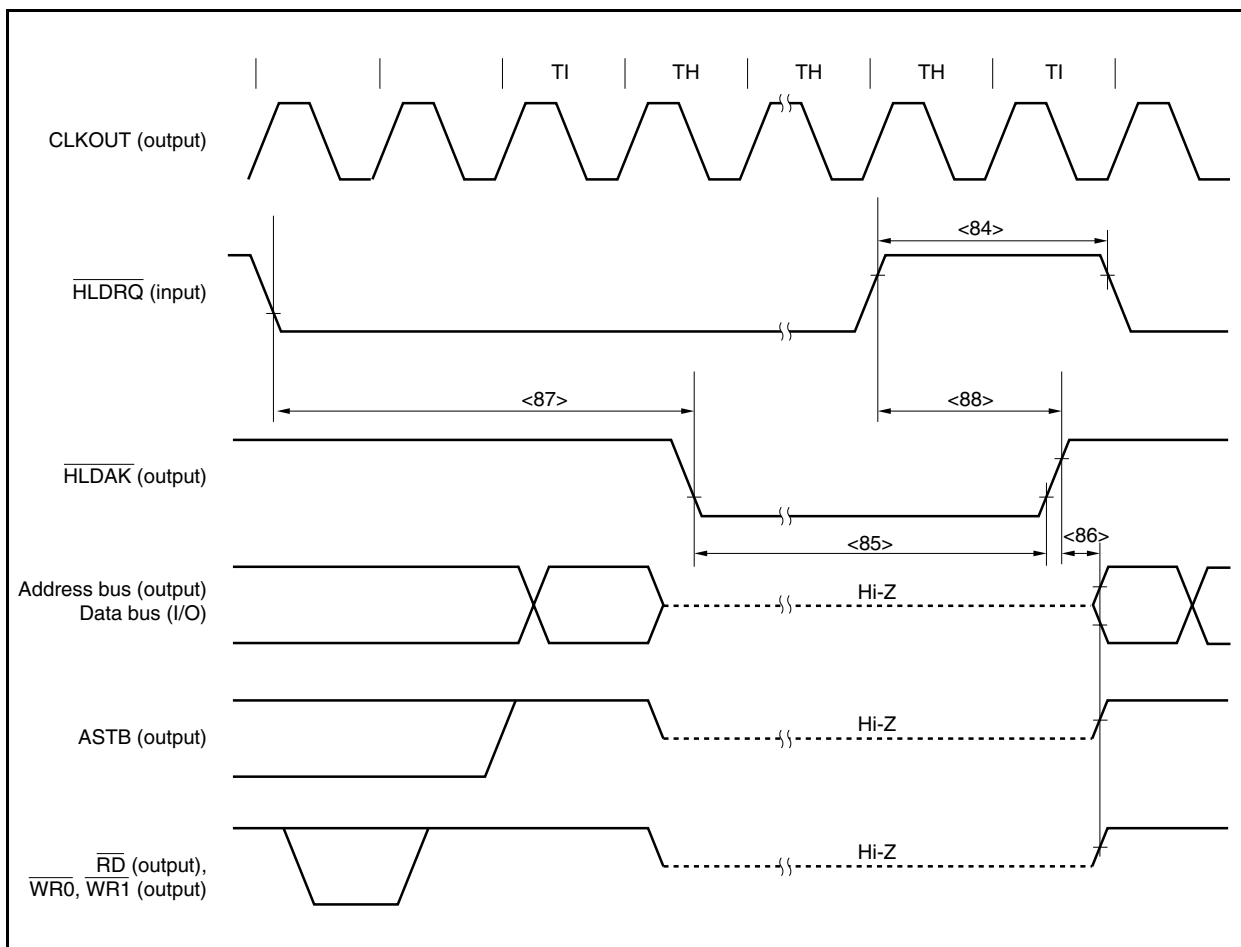 TI TH TH TH TI
CLKOUT (output)
<84>
HLDRQ (input)
<87> <88>
HLDAK (output)
<85> <86>
Address bus (output)
Data bus (I/O)
Hi-Z
ASTB (output)
Hi-Z
RD (output),
WR0, WR1 (output)
Hi-Z